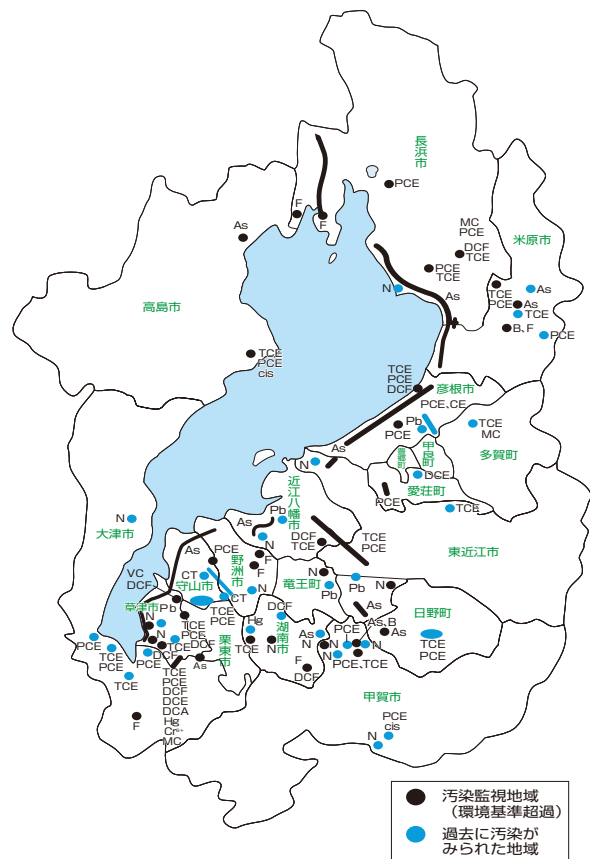 長浜市
PCE
F
F
As
MC
PCE
DCF
TCE
米原市
PCE
TCE
N
As
As
TCE
PCE
As
TCE
B、F
PCE
高島市
TCE
PCE
cis
TCE
PCE
DCF
彦根市
PCE、CE
Pb
PCE
TCE
MC
多賀町
甲良町
豊郷町
As
N
DCE
愛荘町
PCE
TCE
近江八幡市
N
大津市
Pb
As
N
DCF
TCE
TCE
PCE
東近江市
As
PCE
野洲市
F
F
CT
守山市
VC
DCF
竜王町
N
Pb
Pb
N
N
CT
草津市
Pb
TCE
PCE
DCF
Hg
湖南市
As
日野町
N
N
TCE
PCE
DCF
栗東市
TCE
N
As
N
PCE
N
As、B
As
TCE
PCE
PCE
TCE
PCE
PCE
DCF
TCE
As
N
PCE、TCE
F
DCF
TCE
TCE
PCE
DCF
DCE
DCA
Hg
Cr⁶⁺
MC
F
甲賀市
PCE
cis
N
汚染監視地域
（環境基準超過）
過去に汚染が
みられた地域